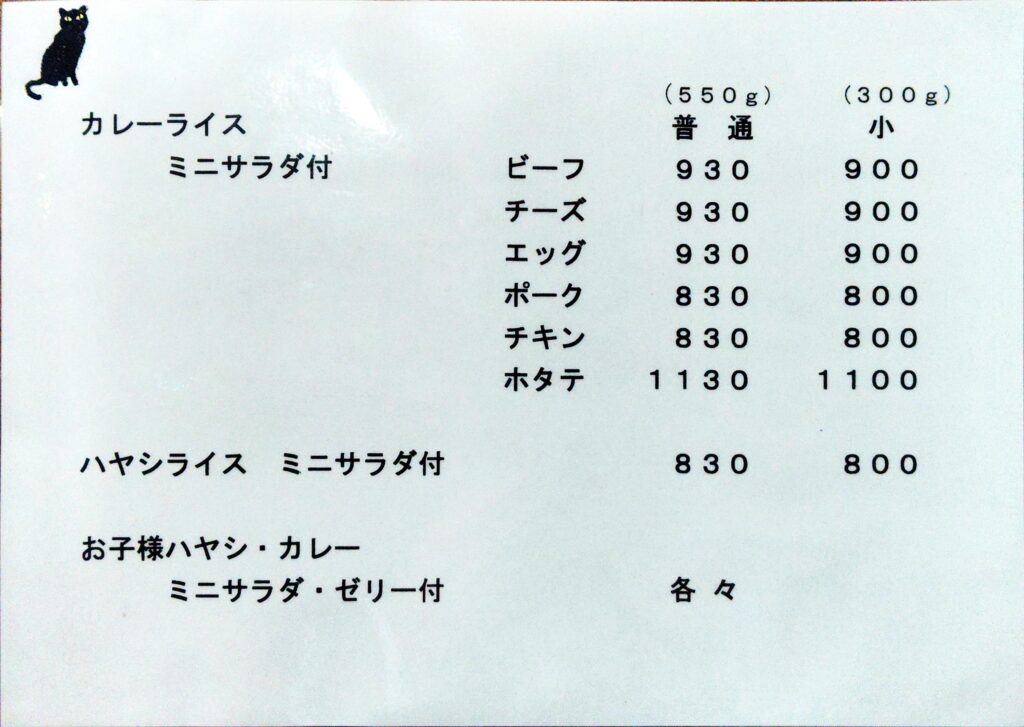 （５５０ｇ）　（３００ｇ）
カレーライス　普　通　小
ミニサラダ付　ビーフ　９３０　９００
チーズ　９３０　９００
エッグ　９３０　９００
ポーク　８３０　８００
チキン　８３０　８００
ホタテ　１１３０　１１００
ハヤシライス　ミニサラダ付　８３０　８００
お子様ハヤシ・カレー
ミニサラダ・ゼリー付　各々